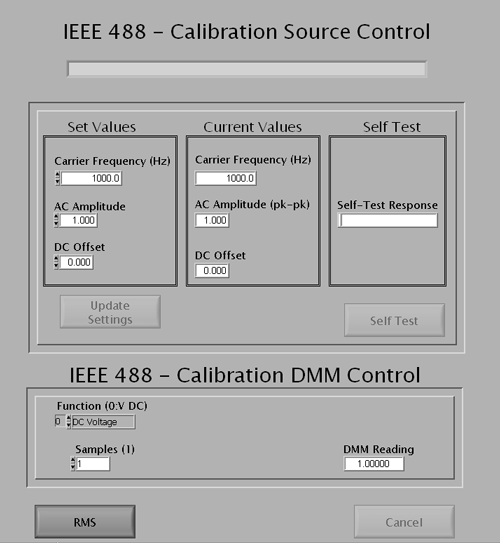 IEEE 488 - Calibration Source Control
Set Values
Carrier Frequency (Hz)
1000.0
AC Amplitude
1.000
DC Offset
0.000
Update
Settings
Current Values
Carrier Frequency (Hz)
1000.0
AC Amplitude (pk-pk)
1.000
DC Offset
0.000
Self Test
Self-Test Response
Self Test
IEEE 488 - Calibration DMM Control
Function (0:V DC)
0 DC Voltage
Samples (1)
1
DMM Reading
1.00000
RMS
Cancel